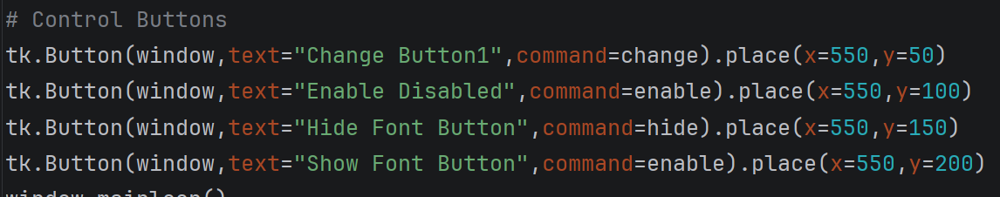 # Control Buttons
tk.Button(window,text="Change Button1",command=change).place(x=550,y=50)
tk.Button(window,text="Enable Disabled",command=enable).place(x=550,y=100)
tk.Button(window,text="Hide Font Button",command=hide).place(x=550,y=150)
tk.Button(window,text="Show Font Button",command=enable).place(x=550,y=200)
window.mainloop()